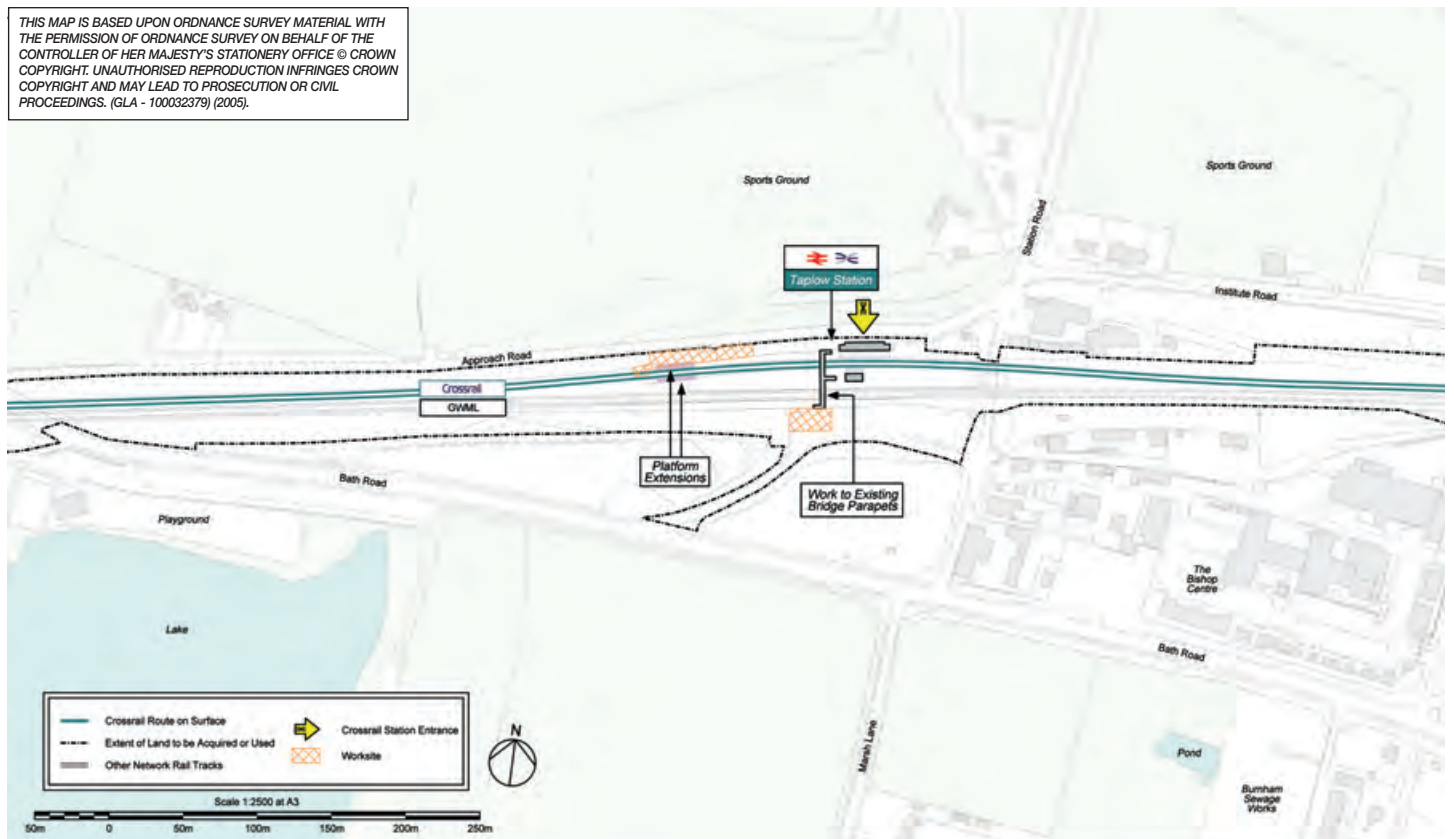 THIS MAP IS BASED UPON ORDNANCE SURVEY MATERIAL WITH
THE PERMISSION OF ORDNANCE SURVEY ON BEHALF OF THE
CONTROLLER OF HER MAJESTY'S STATIONERY OFFICE © CROWN
COPYRIGHT. UNAUTHORISED REPRODUCTION INFRINGES CROWN
COPYRIGHT AND MAY LEAD TO PROSECUTION OR CIVIL
PROCEEDINGS. (GLA - 100032379) (2005).
Sports Ground
Sports Ground
Station Road
Taplow Station
Institute Road
Approach Road
Crossrail
GWML
Platform
Extensions
Work to Existing
Bridge Parapets
Bath Road
Playground
The
Bishop
Centre
Lake
Bath Road
Marsh Lane
Pond
Burnham
Sewage
Works
Crossrail Route on Surface
Extent of Land to be Acquired or Used
Other Network Rail Tracks
Crossrail Station Entrance
Worksite
N
Scale 1:2500 at A3
50m 0 50m 100m 150m 200m 250m